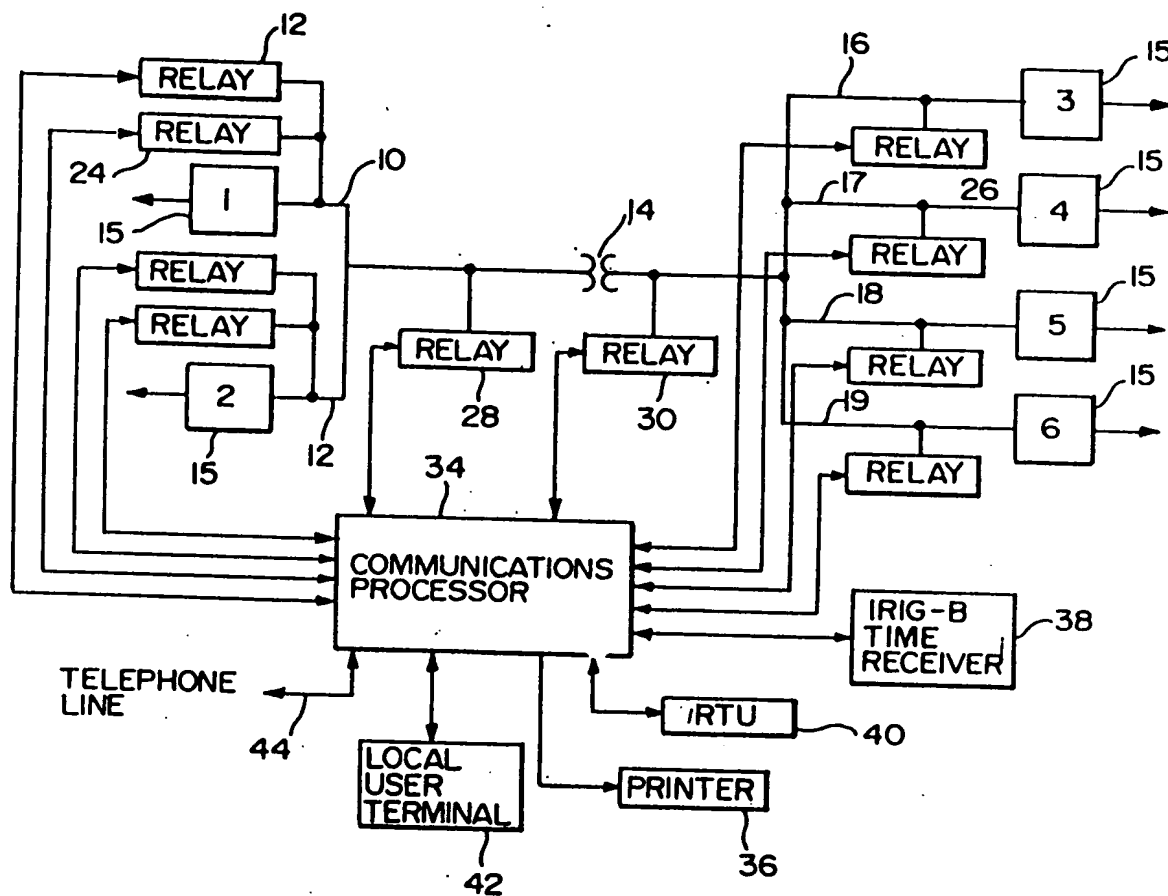 12
RELAY
RELAY
24
1
15
10
RELAY
RELAY
2
15
12
14
RELAY
28
RELAY
30
16
3
15
RELAY
17
26
4
15
RELAY
18
5
15
RELAY
19
6
15
RELAY
34
COMMUNICATIONS
PROCESSOR
IRIG-B
TIME
RECEIVER
38
TELEPHONE
LINE
44
RTU
40
LOCAL
USER
TERMINAL
42
PRINTER
36